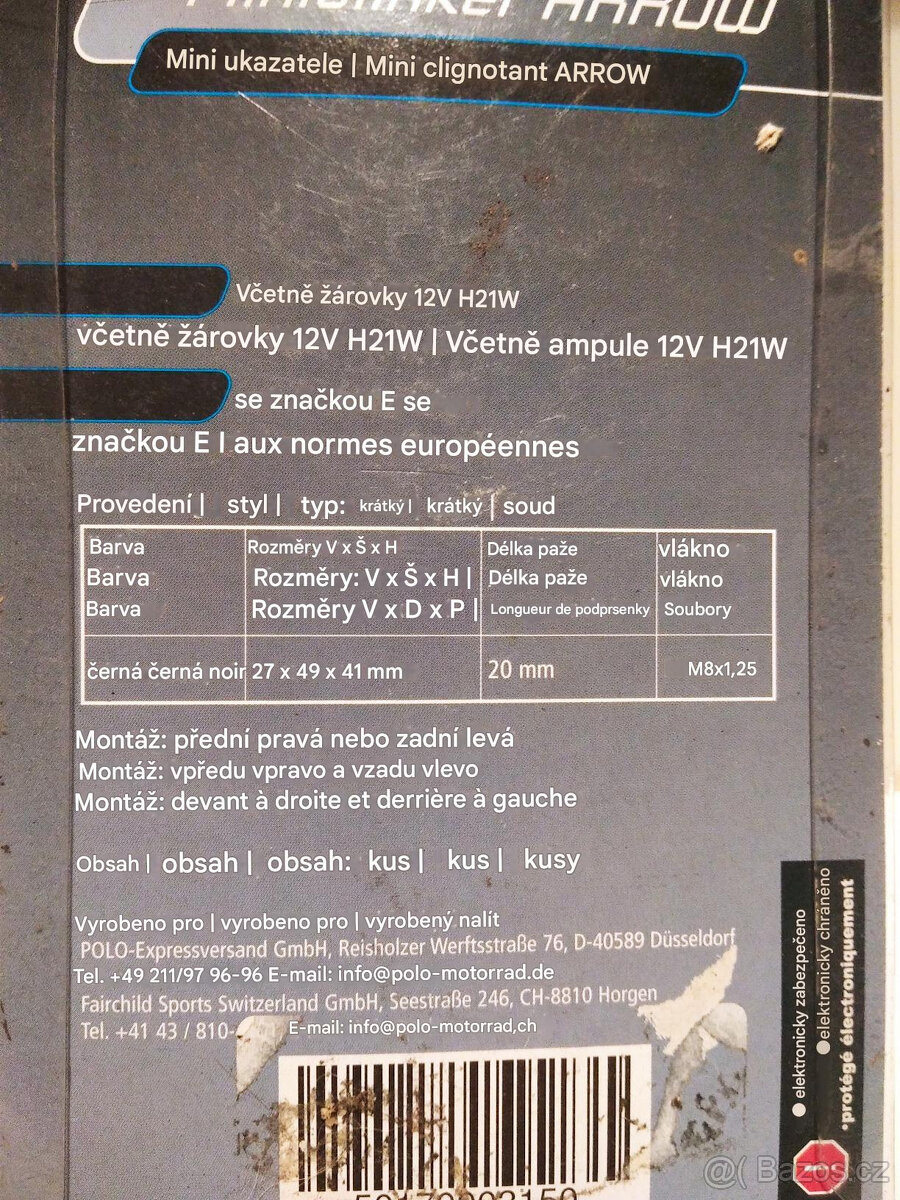 Miniblinker ARROW
Mini ukazatele | Mini clignotant ARROW
Včetně žárovky 12V H21W
včetně žárovky 12V H21W | Včetně ampule 12V H21W
se značkou E se
značkou E I aux normes européennes
Provedení | styl | typ: krátký | krátký | soud
Barva Rozměry V x Š x H Délka paže vlákno
Barva Rozměry: V x Š x H | Délka paže vlákno
Barva Rozměry V x D x P | Longueur de podprsenky Soubory
černá černá noir 27 x 49 x 41 mm 20 mm M8x1,25
Montáž: přední pravá nebo zadní levá
Montáž: vpředu vpravo a vzadu vlevo
Montáž: devant à droite et derrière à gauche
Obsah | obsah | obsah: kus | kus | kusy
Vyrobeno pro | vyrobeno pro | vyrobený nalít
POLO-Expressversand GmbH, Reisholzer Werftsstraße 76, D-40589 Düsseldorf
Tel. +49 211/97 96-96 E-mail: info@polo-motorrad.de
Fairchild Sports Switzerland GmbH, Seestraße 246, CH-8810 Horgen
Tel. +41 43 / 810- E-mail: info@polo-motorrad,ch
elektronicky zabezpečeno
elektronicky chráněno
protégé électroniquement
@( Bazos.cz